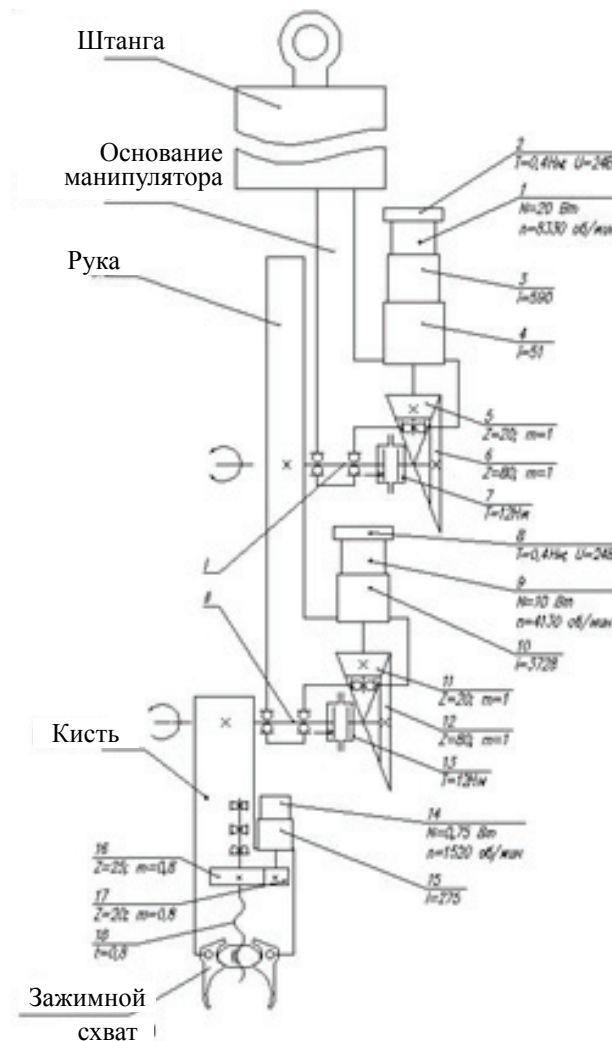 Штанга
Основание
манипулятора
Рука
2
T=0,4Нм; U=24В
1
N=20 Вт
n=8330 об/мин
3
i=590
4
i=51
5
Z=20; m=1
6
Z=80; m=1
7
T=12Нм
I
II
8
T=0,4Нм; U=24В
9
N=10 Вт
n=4130 об/мин
10
i=3728
11
Z=20; m=1
12
Z=80; m=1
13
T=12Нм
Кисть
14
N=0,75 Вт
n=1520 об/мин
15
i=275
16
Z=25; m=0,8
17
Z=20; m=0,8
18
t=0,8
Зажимной
схват